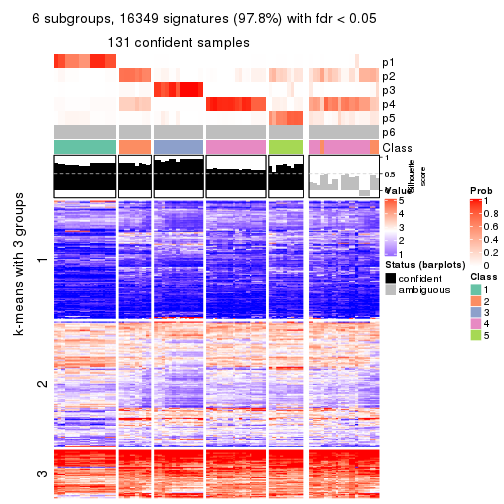 6 subgroups, 16349 signatures (97.8%) with fdr < 0.05
131 confident samples
p1
p2
p3
p4
p5
p6
Class
1
0.5
0
Silhouette
score
k-means with 3 groups
1
2
3
Value
5
4
3
2
1
Status (barplots)
confident
ambiguous
Prob
1
0.8
0.6
0.4
0.2
0
Class
1
2
3
4
5